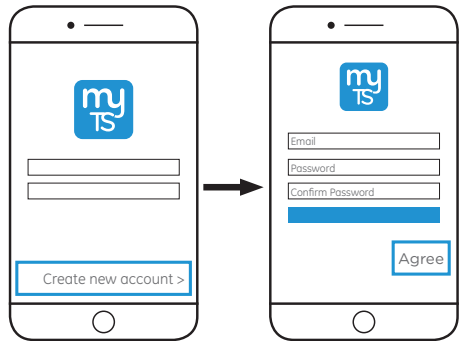 my
TS
Create new account >
my
TS
Email
Password
Confirm Password
Agree